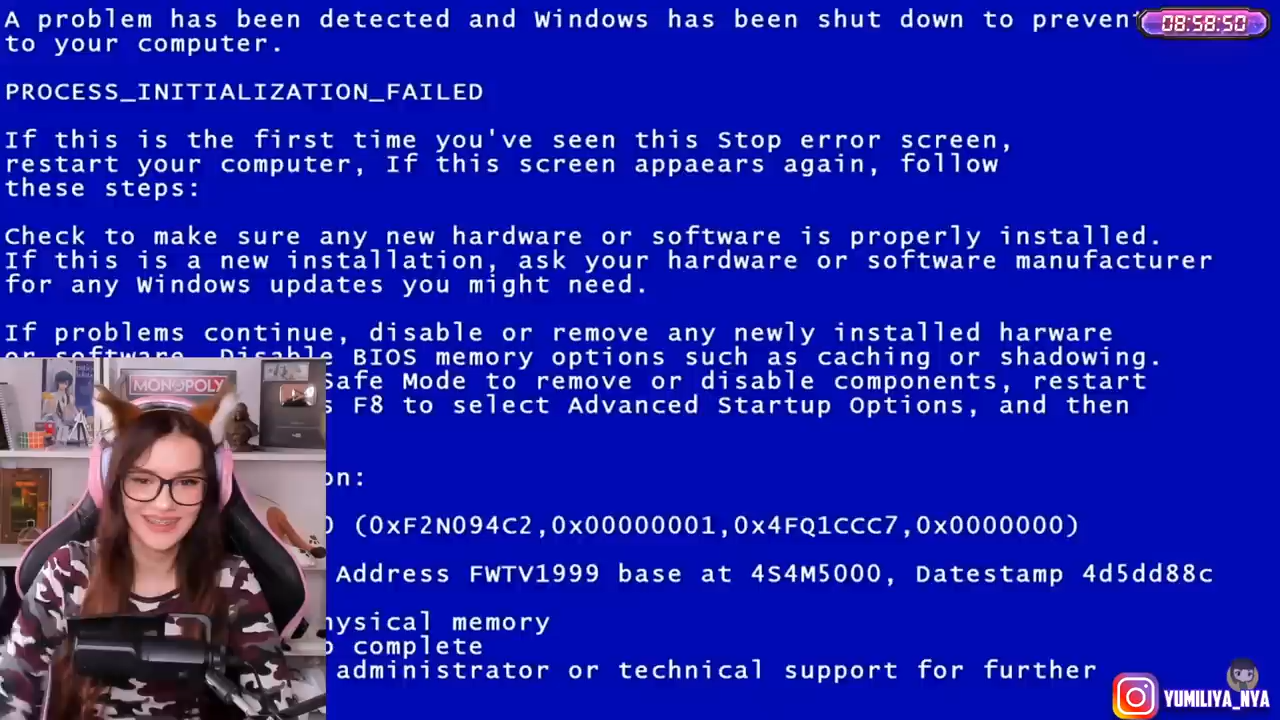 A problem has been detected and Windows has been shut down to prevent
08:58:50
to your computer.
PROCESS_INITIALIZATION_FAILED
If this is the first time you've seen this Stop error screen,
restart your computer, If this screen appaears again, follow
these steps:
Check to make sure any new hardware or software is properly installed.
If this is a new installation, ask your hardware or software manufacturer
for any Windows updates you might need.
If problems continue, disable or remove any newly installed harware
or software. Disable BIOS memory options such as caching or shadowing.
MONOPOLY
Safe Mode to remove or disable components, restart
F8 to select Advanced Startup Options, and then
on:
(0xF2N094C2,0x00000001,0x4FQ1CCC7,0x0000000)
Address FWTV1999 base at 4S4M5000, Datestamp 4d5dd88c
hysical memory
complete
administrator or technical support for further
YUMILIYA_NYA